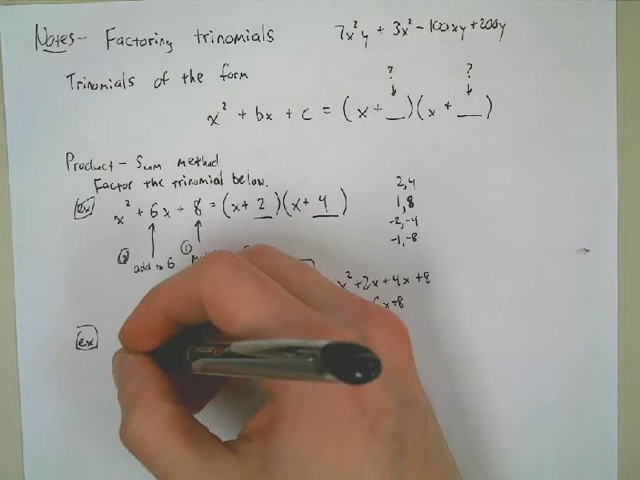 Notes- Factoring trinomials
7x²y + 3x² - 100xy + 200y
Trinomials of the form
? ?
x² + bx + c = (x + __)(x + __)
Product - Sum method
Factor the trinomial below.
ex x² + 6x + 8 = (x + 2)(x + 4)
2,4
1,8
-2,-4
-1,-8
② add to 6 ①
x² + 2x + 4x + 8
6x + 8
ex